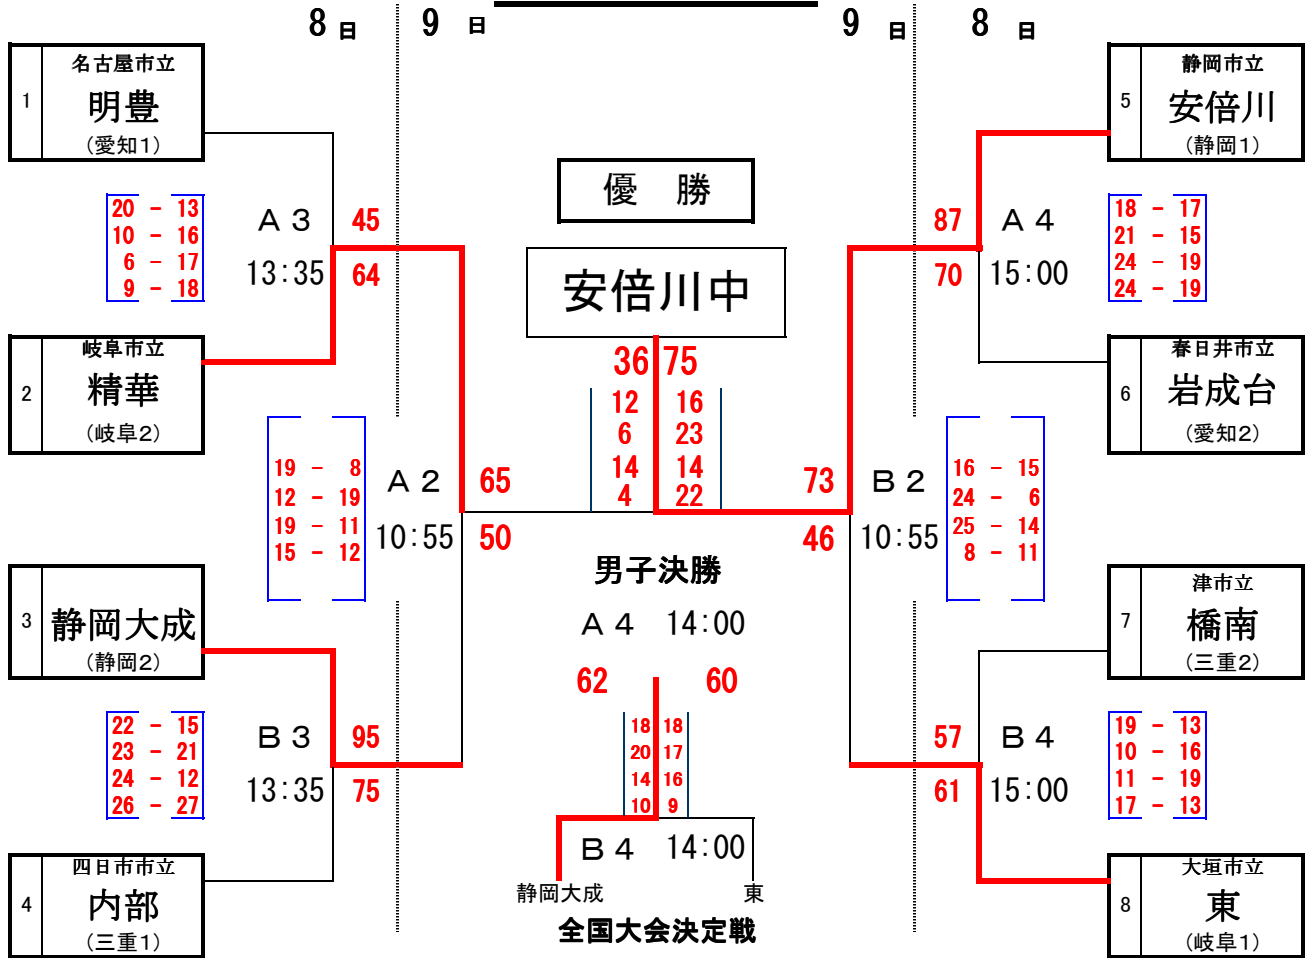 8日
9日
9日
8日
1
名古屋市立
明豊
(愛知1)
20 - 13
10 - 16
6 - 17
9 - 18
A 3
13:35
45
64
2
岐阜市立
精華
(岐阜2)
19 - 8
12 - 19
19 - 11
15 - 12
A 2
10:55
65
50
3
静岡大成
(静岡2)
22 - 15
23 - 21
24 - 12
26 - 27
B 3
13:35
95
75
4
四日市市立
内部
(三重1)
優 勝
安倍川中
36 75
12 16
6 23
14 14
4 22
男子決勝
A 4 14:00
62 60
18 18
20 17
14 16
10 9
B 4 14:00
静岡大成
東
全国大会決定戦
5
静岡市立
安倍川
(静岡1)
87
70
A 4
15:00
18 - 17
21 - 15
24 - 19
24 - 19
6
春日井市立
岩成台
(愛知2)
73
46
B 2
10:55
16 - 15
24 - 6
25 - 14
8 - 11
7
津市立
橋南
(三重2)
57
61
B 4
15:00
19 - 13
10 - 16
11 - 19
17 - 13
8
大垣市立
東
(岐阜1)